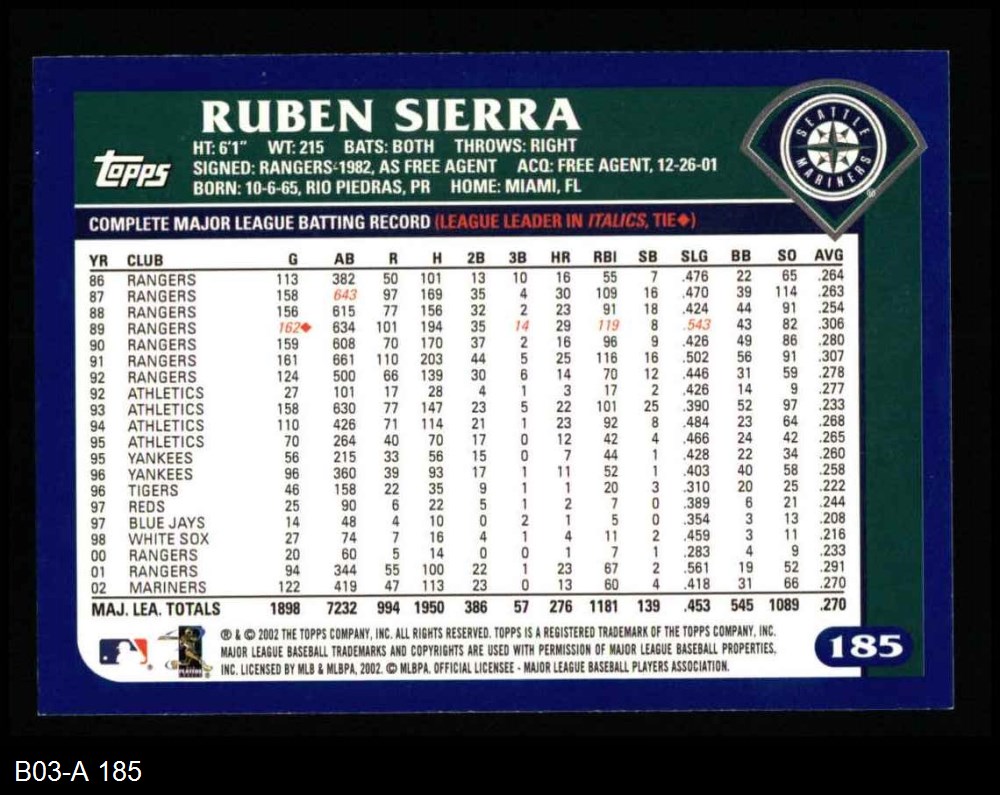 RUBEN SIERRA
HT: 6'1" WT: 215 BATS: BOTH THROWS: RIGHT
SIGNED: RANGERS-1982, AS FREE AGENT ACQ: FREE AGENT, 12-26-01
BORN: 10-6-65, RIO PIEDRAS, PR HOME: MIAMI, FL
Topps
SEATTLE MARINERS
COMPLETE MAJOR LEAGUE BATTING RECORD (LEAGUE LEADER IN ITALICS, TIE◆)
YR CLUB G AB R H 2B 3B HR RBI SB SLG BB SO AVG
86 RANGERS 113 382 50 101 13 10 16 55 7 .476 22 65 .264
87 RANGERS 158 643 97 169 35 4 30 109 16 .470 39 114 .263
88 RANGERS 156 615 77 156 32 2 23 91 18 .424 44 91 .254
89 RANGERS 162◆ 634 101 194 35 14 29 119 8 .543 43 82 .306
90 RANGERS 159 608 70 170 37 2 16 96 9 .426 49 86 .280
91 RANGERS 161 661 110 203 44 5 25 116 16 .502 56 91 .307
92 RANGERS 124 500 66 139 30 6 14 70 12 .446 31 59 .278
92 ATHLETICS 27 101 17 28 4 1 3 17 2 .426 14 9 .277
93 ATHLETICS 158 630 77 147 23 5 22 101 25 .390 52 97 .233
94 ATHLETICS 110 426 71 114 21 1 23 92 8 .484 23 64 .268
95 ATHLETICS 70 264 40 70 17 0 12 42 4 .466 24 42 .265
95 YANKEES 56 215 33 56 15 0 7 44 1 .428 22 34 .260
96 YANKEES 96 360 39 93 17 1 11 52 1 .403 40 58 .258
96 TIGERS 46 158 22 35 9 1 1 20 3 .310 20 25 .222
97 REDS 25 90 6 22 5 1 2 7 0 .389 6 21 .244
97 BLUE JAYS 14 48 4 10 0 2 1 5 0 .354 3 13 .208
98 WHITE SOX 27 74 7 16 4 1 4 11 2 .459 3 11 .216
00 RANGERS 20 60 5 14 0 0 1 7 1 .283 4 9 .233
01 RANGERS 94 344 55 100 22 1 23 67 2 .561 19 52 .291
02 MARINERS 122 419 47 113 23 0 13 60 4 .418 31 66 .270
MAJ. LEA. TOTALS 1898 7232 994 1950 386 57 276 1181 139 .453 545 1089 .270
® & © 2002 THE TOPPS COMPANY, INC. ALL RIGHTS RESERVED. TOPPS IS A REGISTERED TRADEMARK OF THE TOPPS COMPANY, INC.
MAJOR LEAGUE BASEBALL TRADEMARKS AND COPYRIGHTS ARE USED WITH PERMISSION OF MAJOR LEAGUE BASEBALL PROPERTIES,
INC. LICENSED BY MLB & MLBPA, 2002. © MLBPA. OFFICIAL LICENSEE - MAJOR LEAGUE BASEBALL PLAYERS ASSOCIATION.
185
B03-A 185